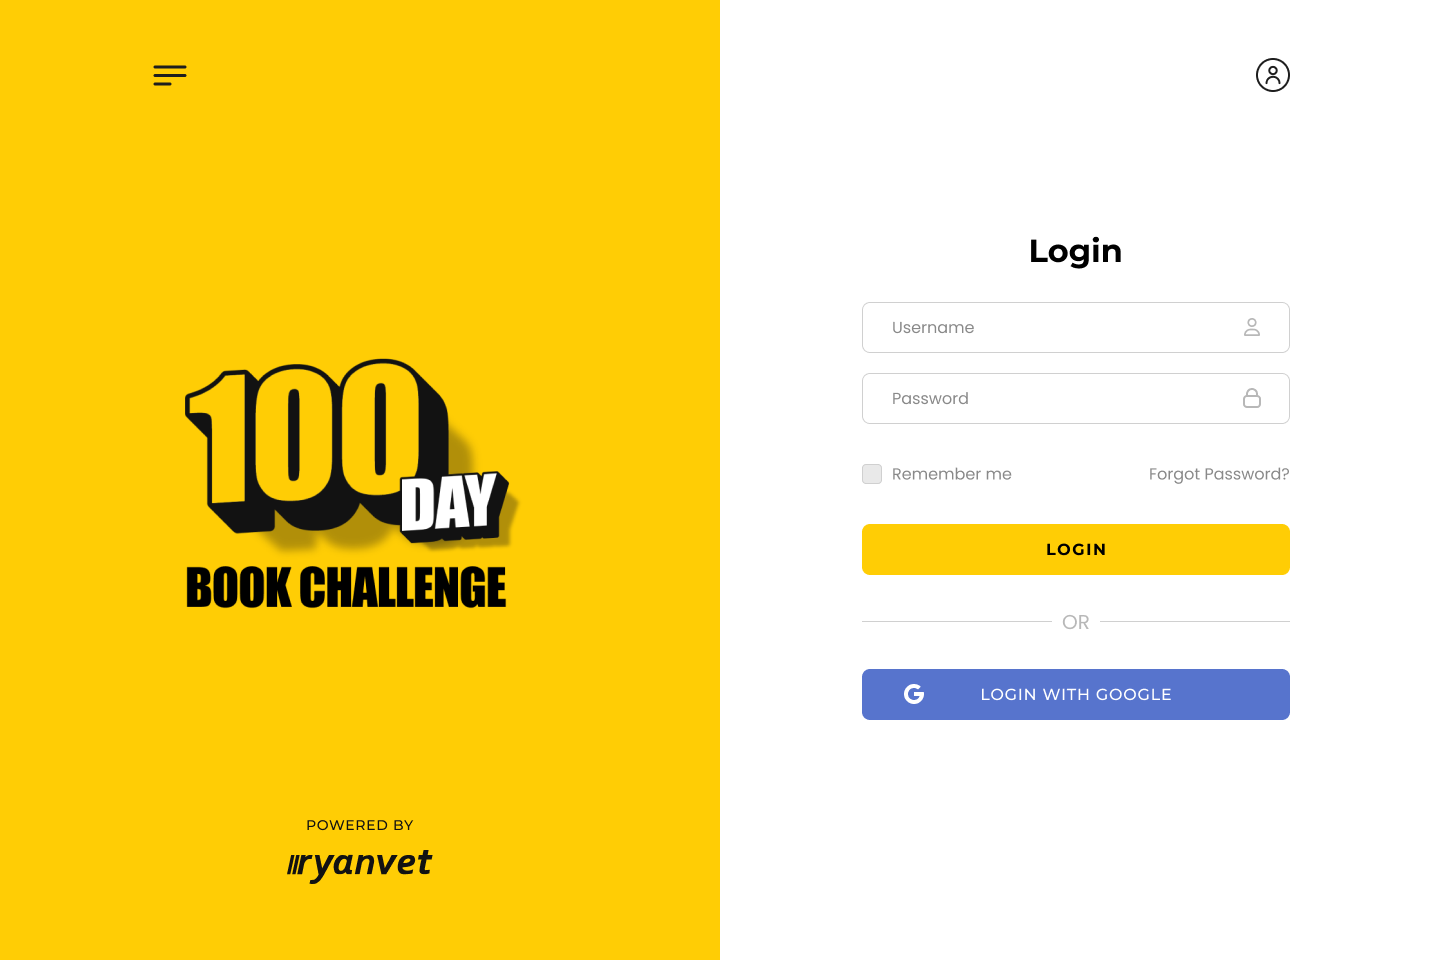 100
DAY
BOOK CHALLENGE
POWERED BY
ryanvet
Login
Username
Password
Remember me
Forgot Password?
LOGIN
OR
G
LOGIN WITH GOOGLE